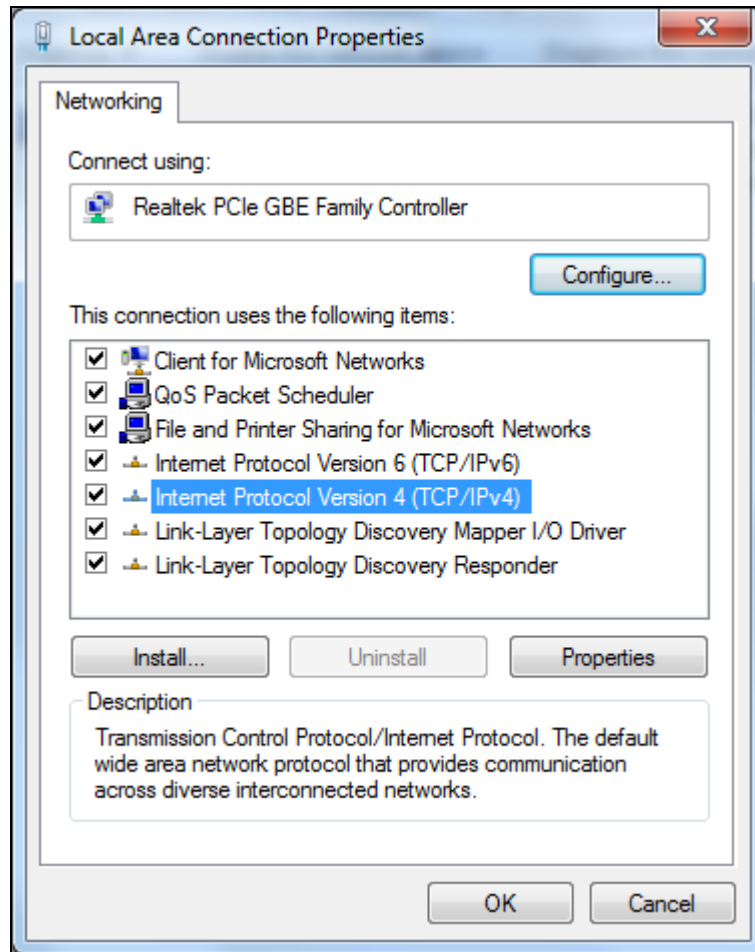 Local Area Connection Properties
Networking
Connect using:
Realtek PCIe GBE Family Controller
Configure...
This connection uses the following items:
Client for Microsoft Networks
QoS Packet Scheduler
File and Printer Sharing for Microsoft Networks
Internet Protocol Version 6 (TCP/IPv6)
Internet Protocol Version 4 (TCP/IPv4)
Link-Layer Topology Discovery Mapper I/O Driver
Link-Layer Topology Discovery Responder
Install...
Uninstall
Properties
Description
Transmission Control Protocol/Internet Protocol. The default
wide area network protocol that provides communication
across diverse interconnected networks.
OK
Cancel